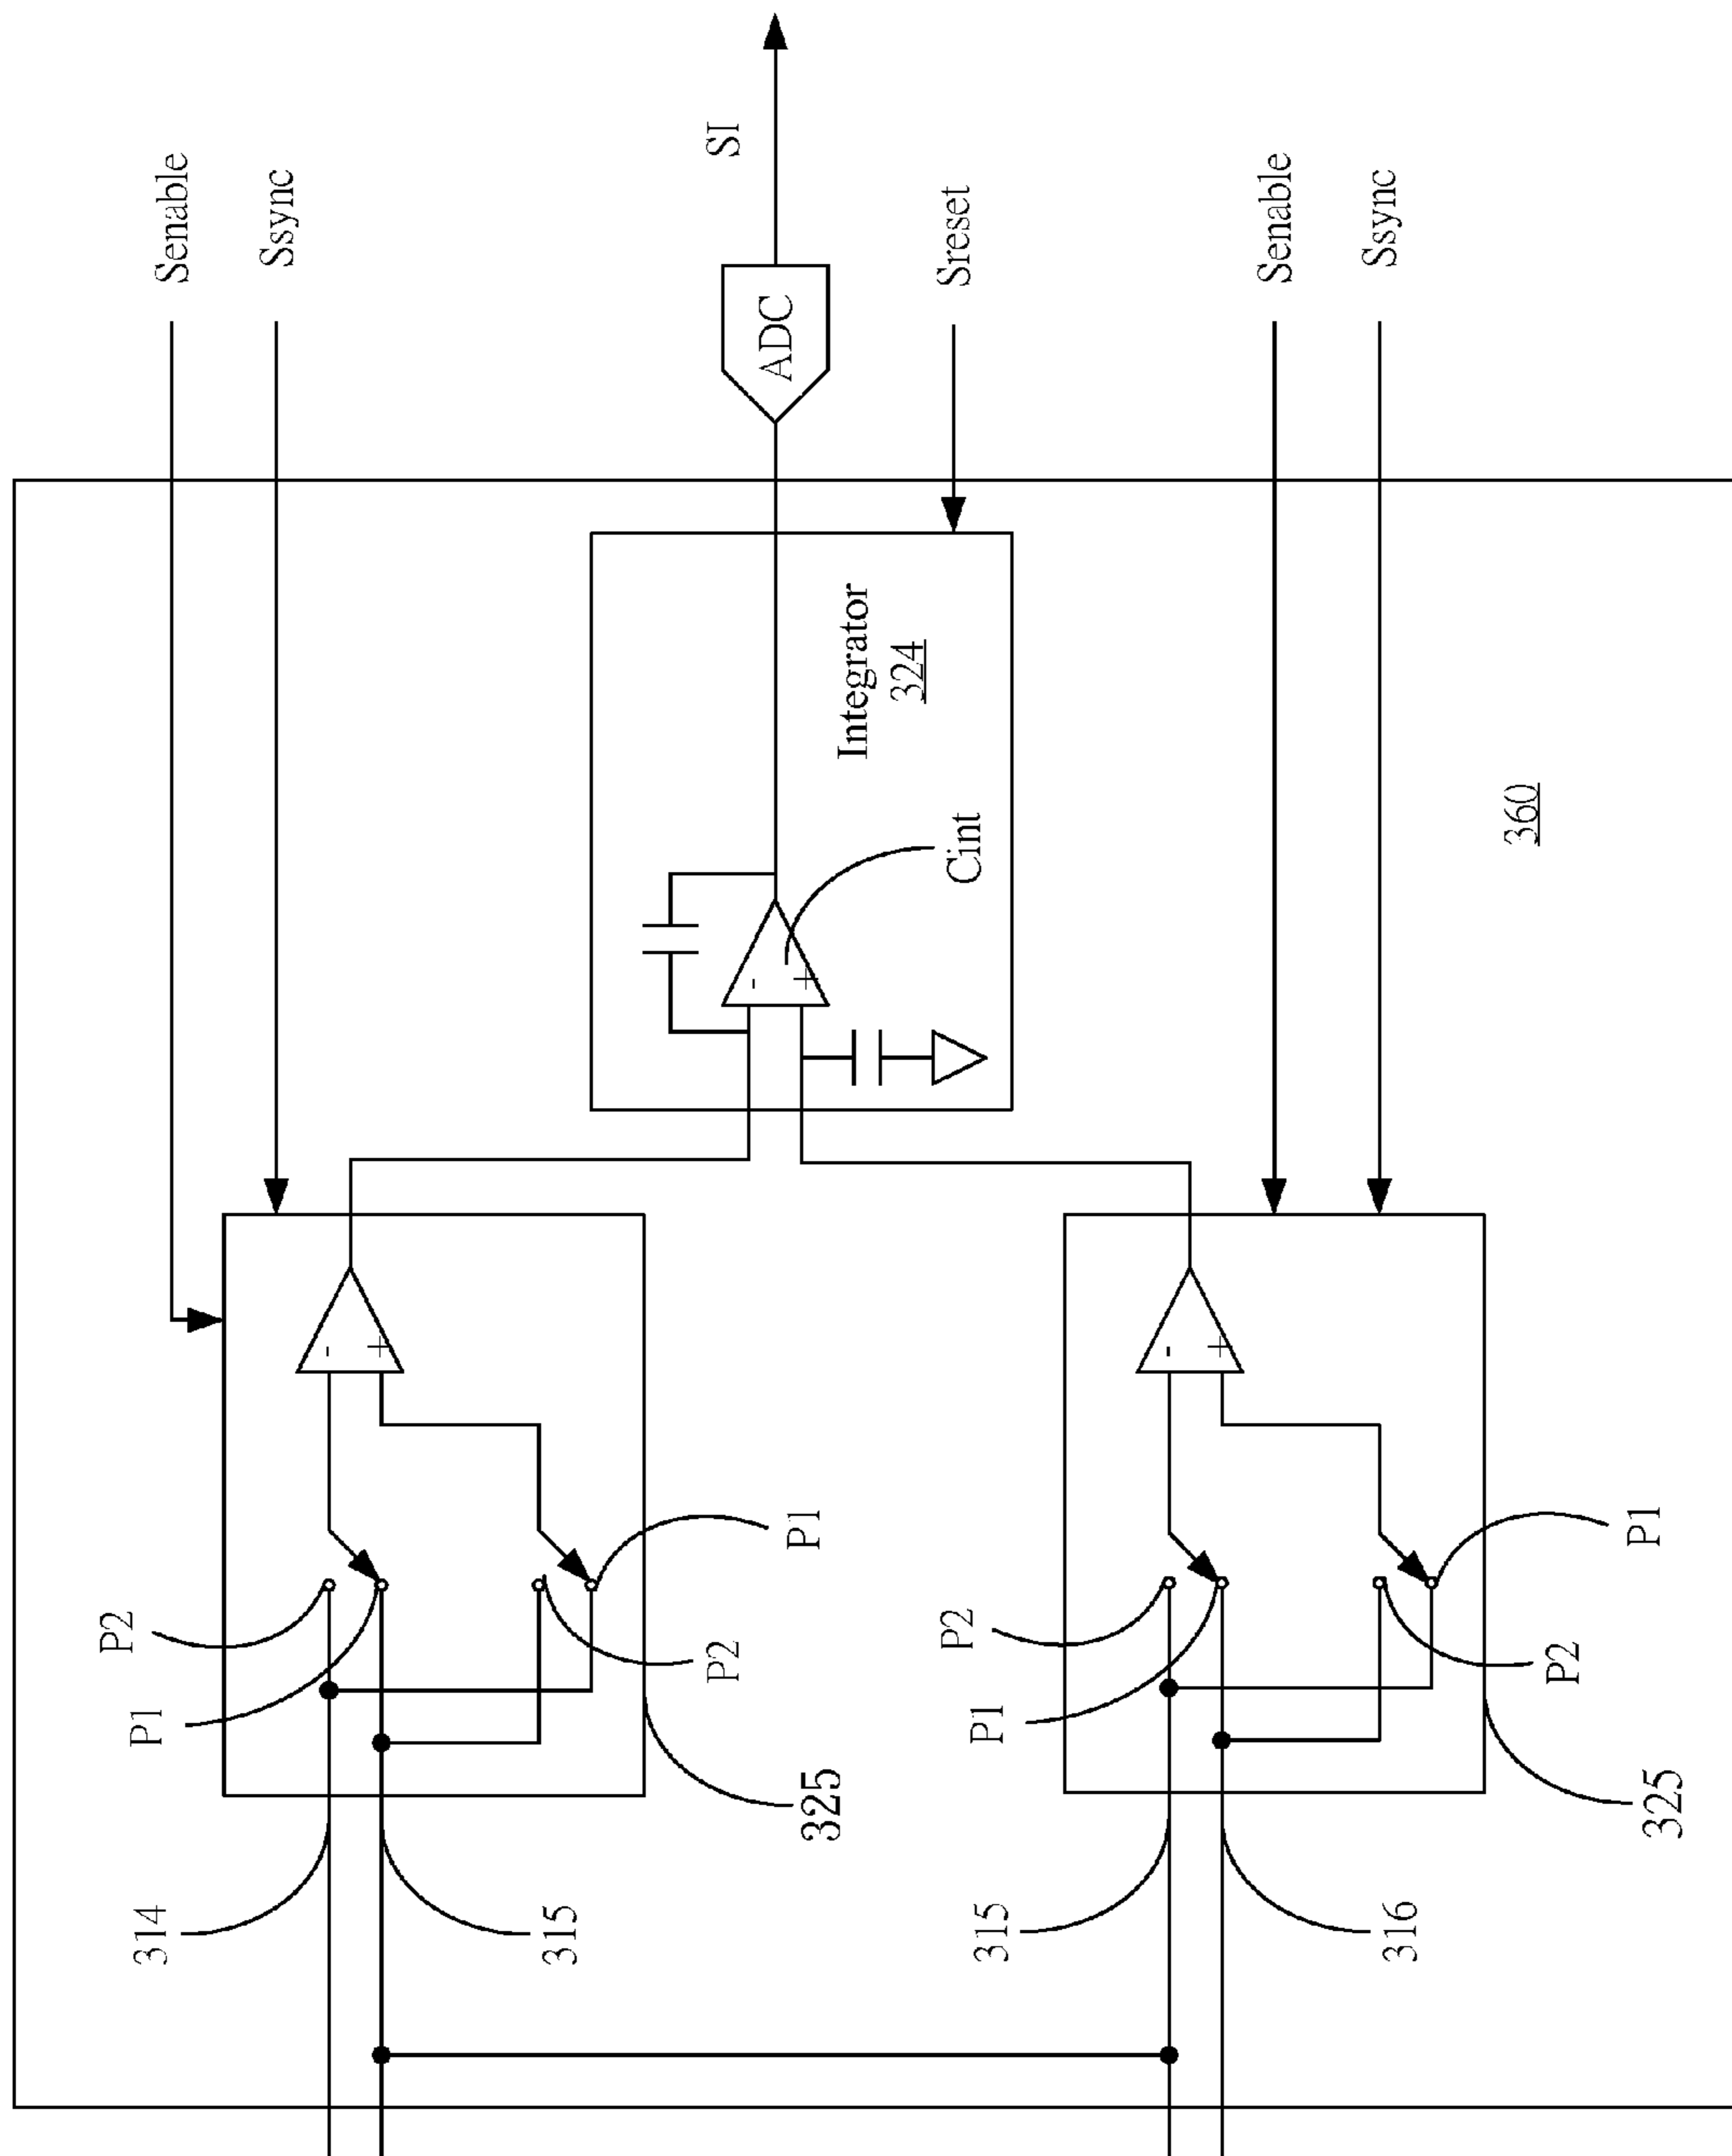 Senable
Ssync
SI
ADC
Sreset
Senable
Ssync
Integrator
324
Cint
360
-
+
-
+
-
+
P2
P1
P2
P1
P2
P1
P2
P1
325
325
314
315
315
316